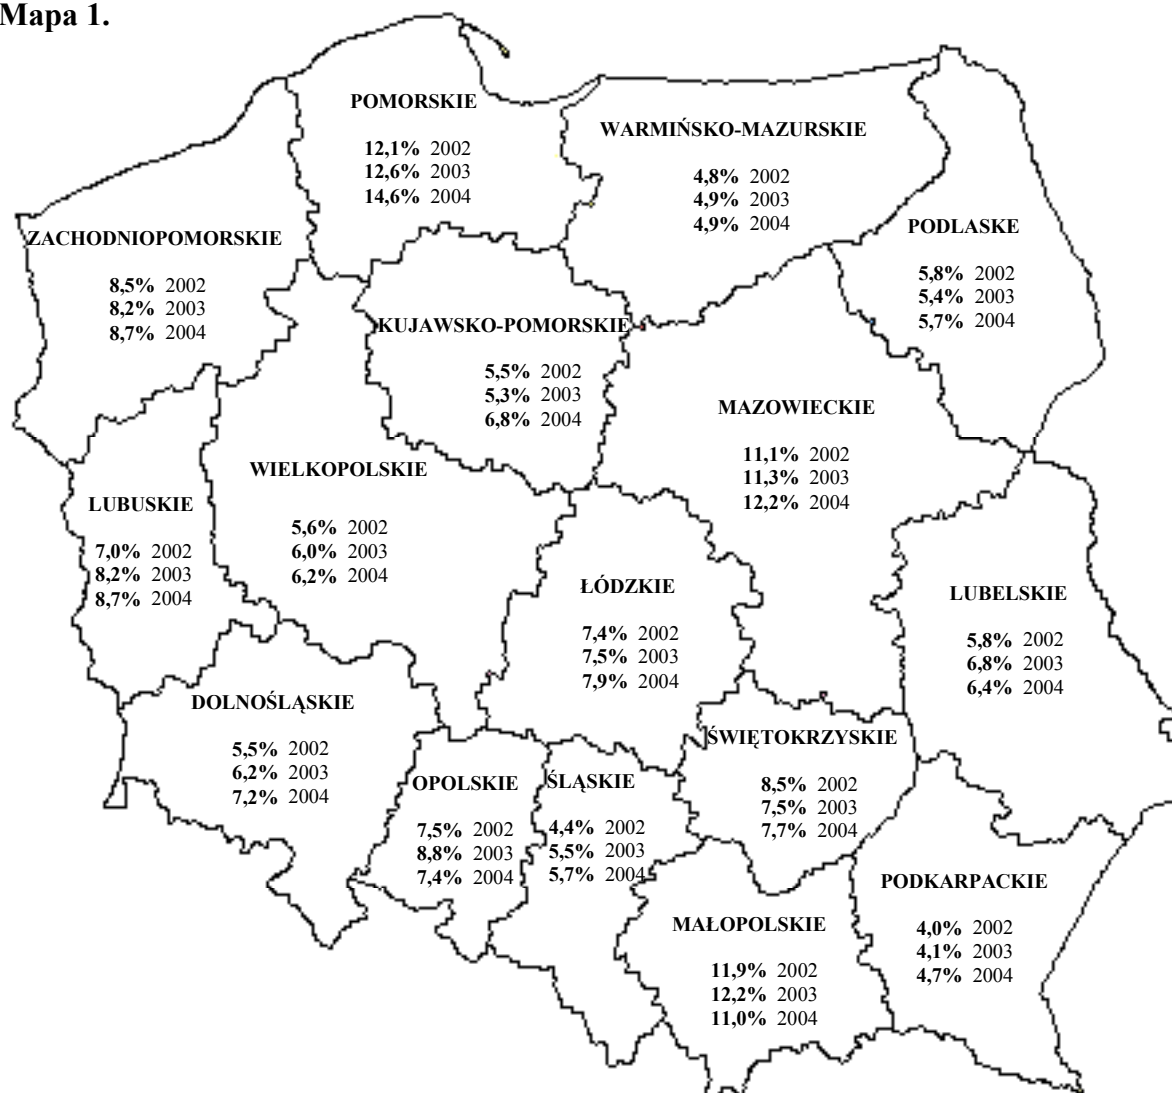 Mapa 1.
POMORSKIE
12,1% 2002
12,6% 2003
14,6% 2004
WARMIŃSKO-MAZURSKIE
4,8% 2002
4,9% 2003
4,9% 2004
ZACHODNIOPOMORSKIE
8,5% 2002
8,2% 2003
8,7% 2004
PODLASKE
5,8% 2002
5,4% 2003
5,7% 2004
KUJAWSKO-POMORSKIE
5,5% 2002
5,3% 2003
6,8% 2004
MAZOWIECKIE
11,1% 2002
11,3% 2003
12,2% 2004
WIELKOPOLSKIE
5,6% 2002
6,0% 2003
6,2% 2004
LUBUSKIE
7,0% 2002
8,2% 2003
8,7% 2004
ŁÓDZKIE
7,4% 2002
7,5% 2003
7,9% 2004
LUBELSKIE
5,8% 2002
6,8% 2003
6,4% 2004
DOLNOŚLĄSKIE
5,5% 2002
6,2% 2003
7,2% 2004
OPOLSKIE
7,5% 2002
8,8% 2003
7,4% 2004
ŚLĄSKIE
4,4% 2002
5,5% 2003
5,7% 2004
ŚWIĘTOKRZYSKIE
8,5% 2002
7,5% 2003
7,7% 2004
MAŁOPOLSKIE
11,9% 2002
12,2% 2003
11,0% 2004
PODKARPACKIE
4,0% 2002
4,1% 2003
4,7% 2004